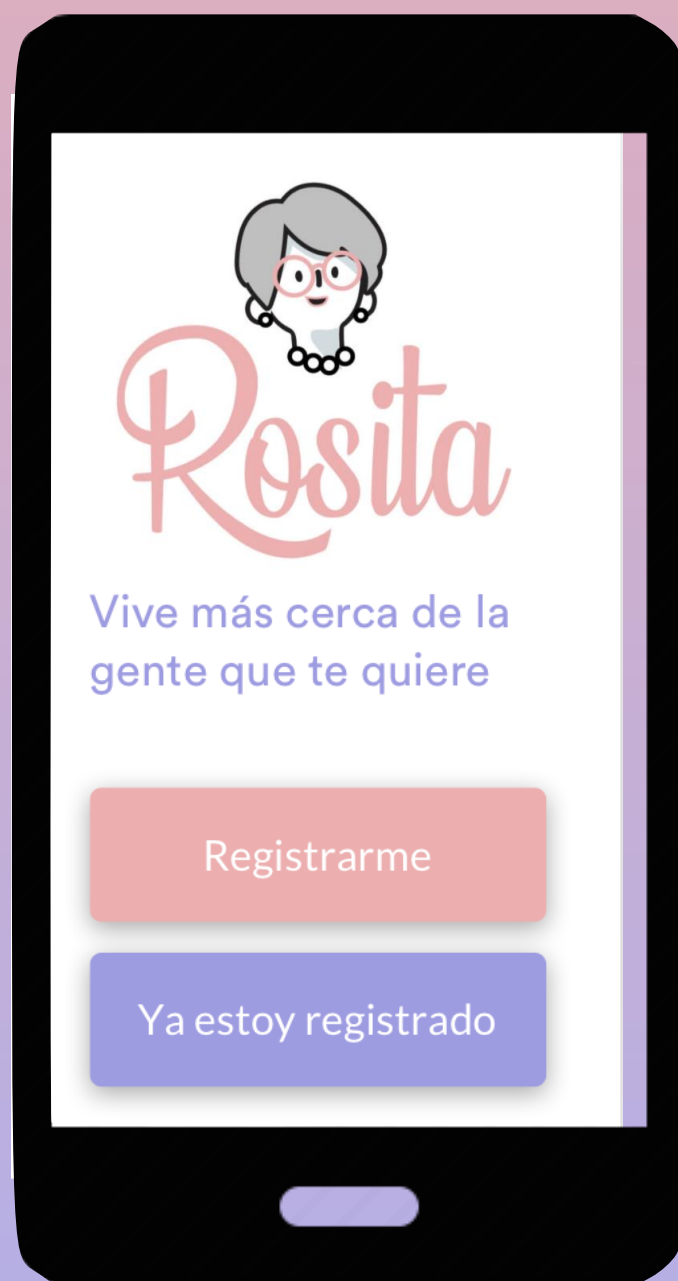 Rosita
Vive más cerca de la
gente que te quiere
Registrarme
Ya estoy registrado